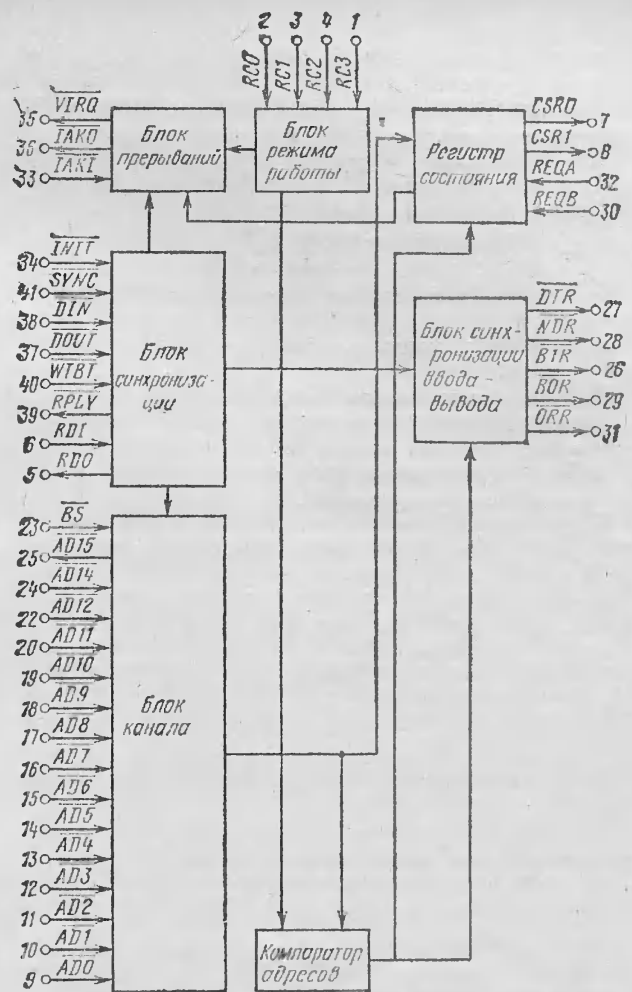 2 3 4 1
RC0 RC1 RC2 RC3
35 VIRQ
36 IAKO
33 IAKI
Блок
прерываний
Блок
режима
работы
Регистр
состояния
CSR0 7
CSR1 8
REQA 32
REQB 30
34 INIT
41 SYNC
38 DIN
37 DOUT
40 WTBT
39 RPLY
6 RDI
5 RDO
Блок
синхрониза-
ции
Блок синх-
ронизации
ввода-
вывода
DTR 27
NDR 28
BIR 26
BOR 29
ORR 31
23 BS
25 AD15
24 AD14
22 AD12
20 AD11
19 AD10
18 AD9
17 AD8
16 AD7
15 AD6
14 AD5
13 AD4
12 AD3
11 AD2
10 AD1
9 AD0
Блок
канала
Компаратор
адресов